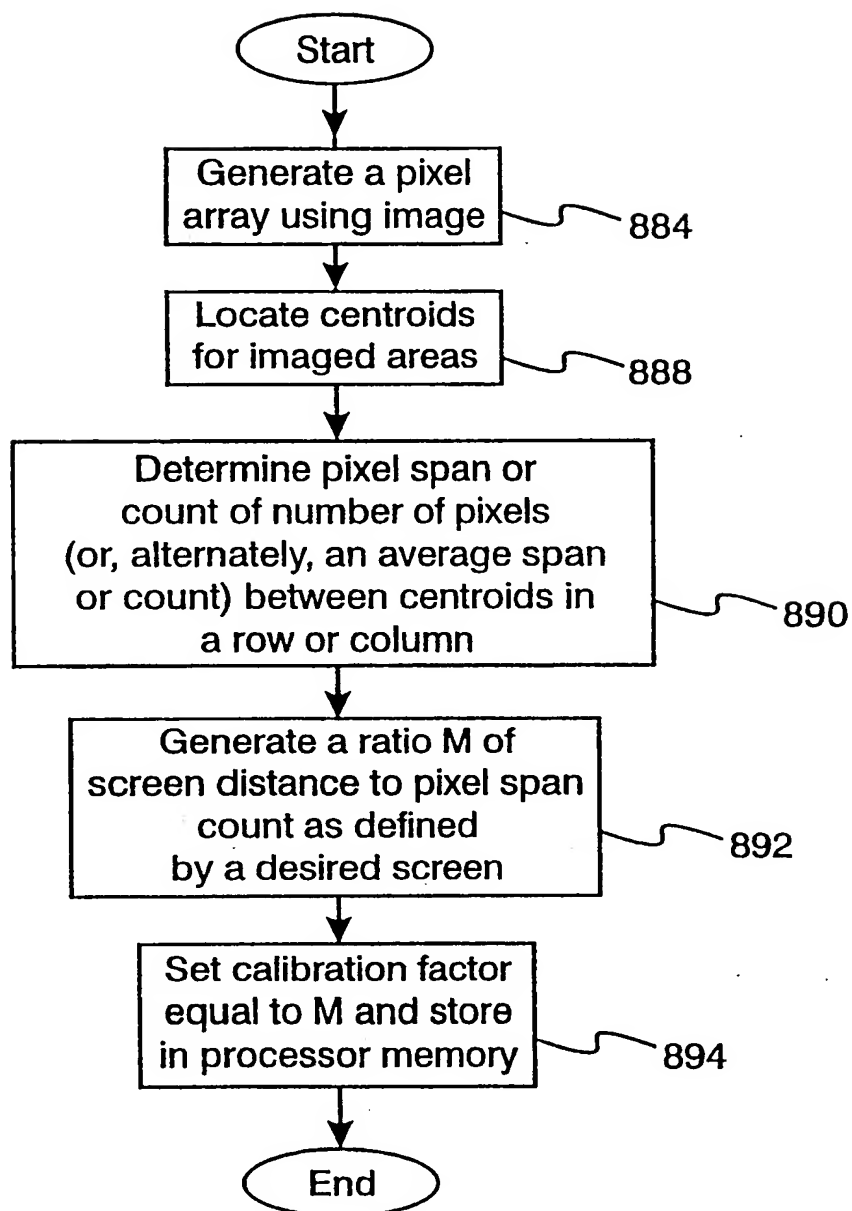 Start
Generate a pixel
array using image
884
Locate centroids
for imaged areas
888
Determine pixel span or
count of number of pixels
(or, alternately, an average span
or count) between centroids in
a row or column
890
Generate a ratio M of
screen distance to pixel span
count as defined
by a desired screen
892
Set calibration factor
equal to M and store
in processor memory
894
End